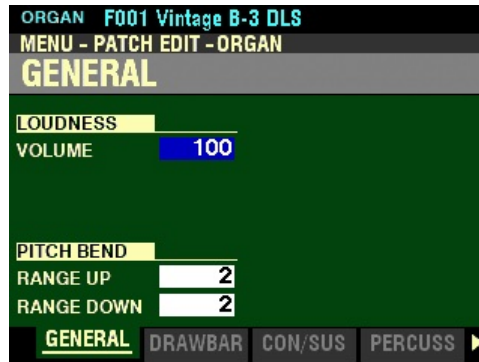 ORGAN F001 Vintage B-3 DLS
MENU - PATCH EDIT - ORGAN
GENERAL
LOUDNESS
VOLUME 100
PITCH BEND
RANGE UP 2
RANGE DOWN 2
GENERAL DRAWBAR CON/SUS PERCUSS